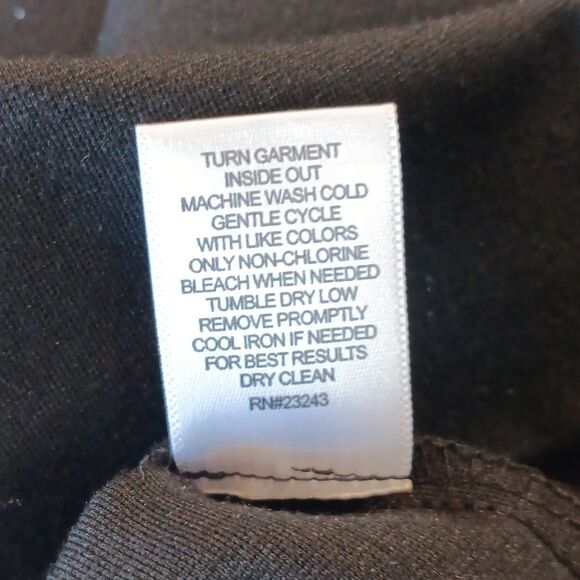 TURN GARMENT
INSIDE OUT
MACHINE WASH COLD
GENTLE CYCLE
WITH LIKE COLORS
ONLY NON-CHLORINE
BLEACH WHEN NEEDED
TUMBLE DRY LOW
REMOVE PROMPTLY
COOL IRON IF NEEDED
FOR BEST RESULTS
DRY CLEAN
RN#23243